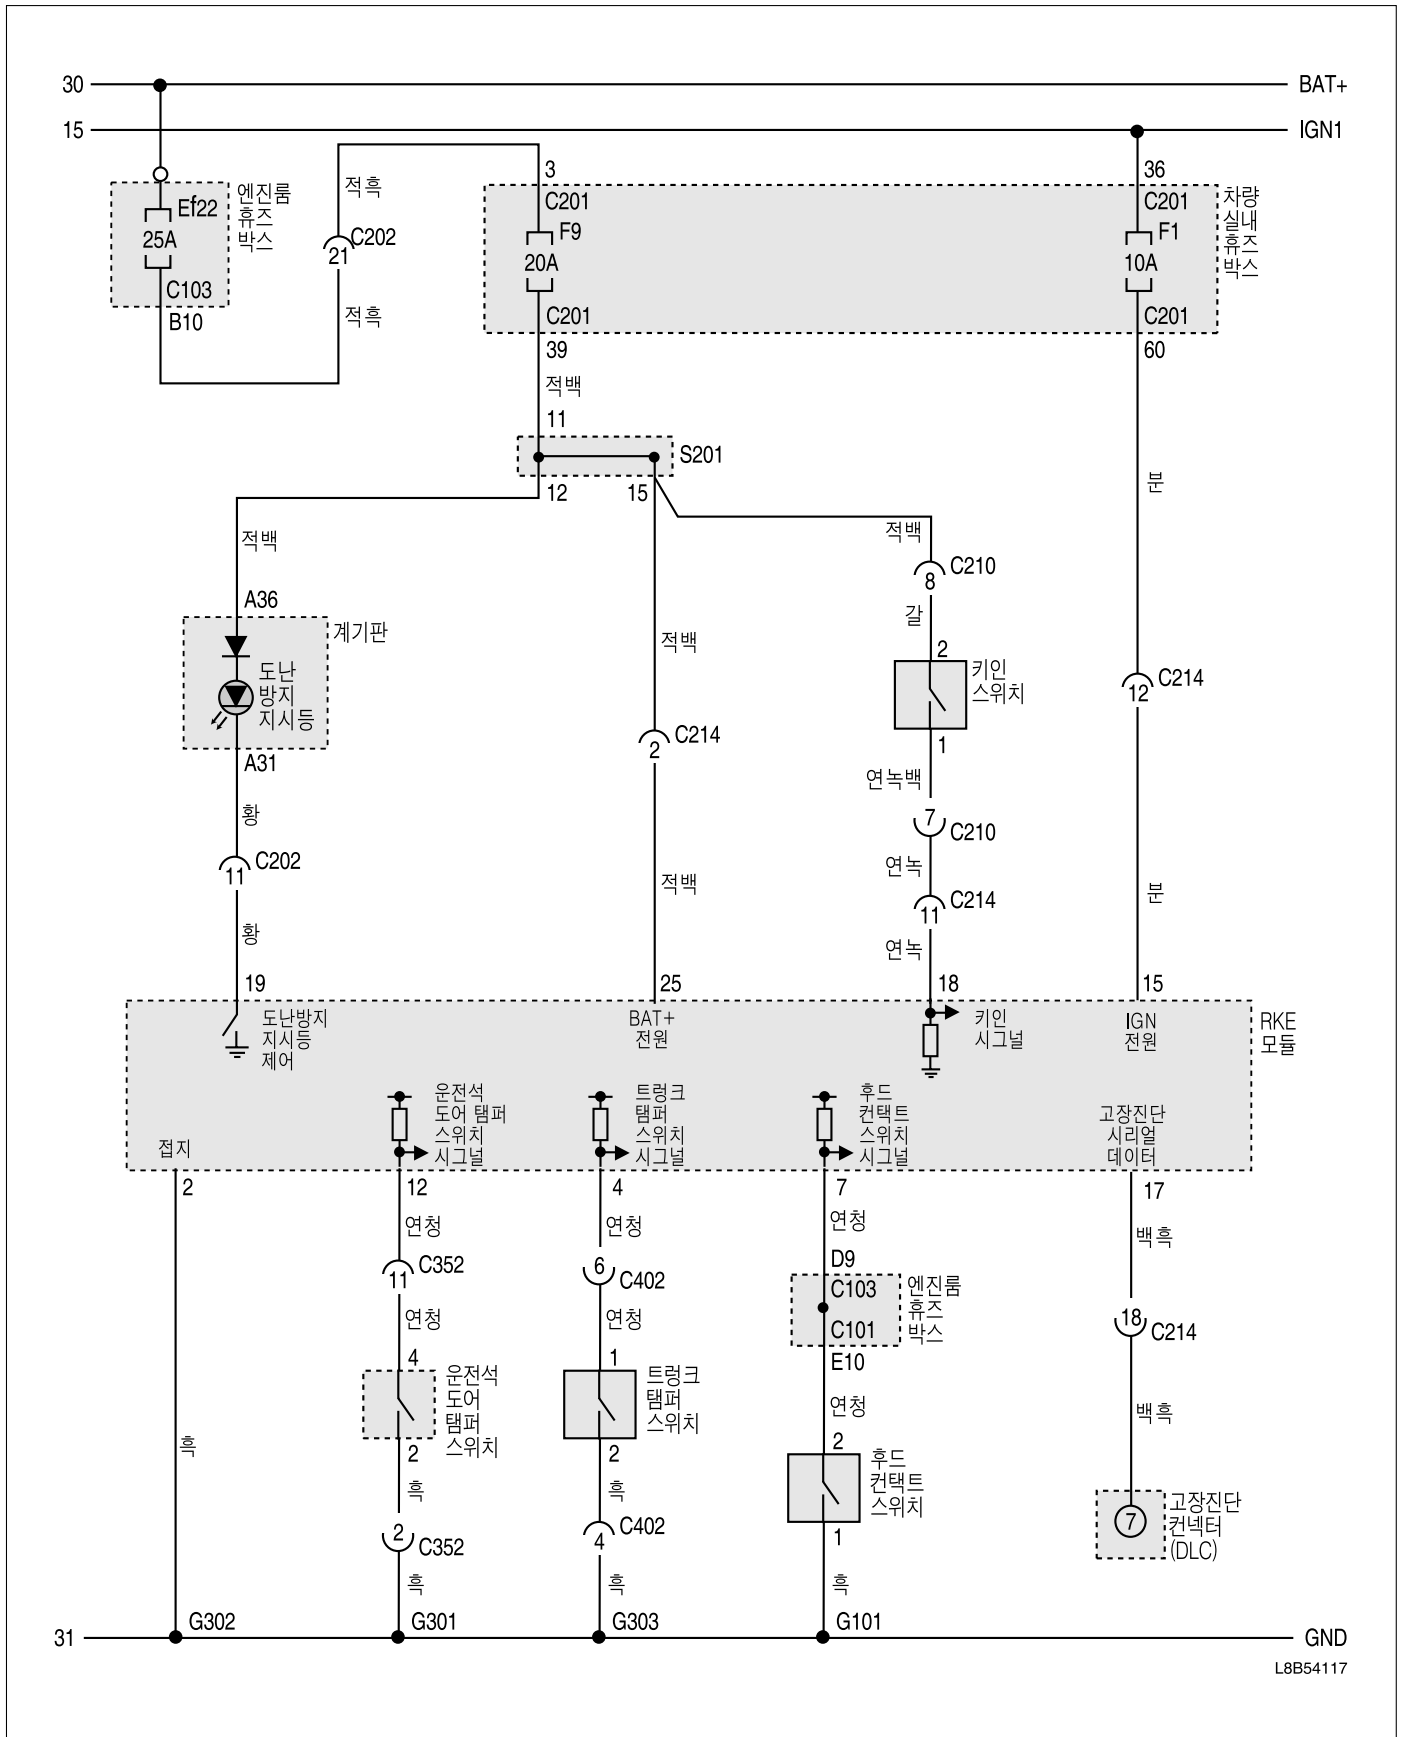 30
BAT+
15
IGN1
3
36
엔진룸
휴즈
박스
Ef22
25A
C103
B10
적흑
C202
21
적흑
C201
F9
20A
C201
39
C201
F1
10A
C201
60
차량
실내
휴즈
박스
적백
11
S201
12
15
분
적백
적백
C210
8
갈
A36
계기판
도난
방지
지시등
A31
적백
2
키인
스위치
1
C214
12
C214
2
연녹백
황
7
C210
C202
11
연녹
적백
C214
11
분
황
연녹
19
25
18
15
도난방지
지시등
제어
BAT+
전원
키인
시그널
IGN
전원
RKE
모듈
접지
운전석
도어 탬퍼
스위치
시그널
트렁크
탬퍼
스위치
시그널
후드
컨택트
스위치
시그널
고장진단
시리얼
데이터
2
12
4
7
17
연청
연청
연청
백흑
C352
11
6
C402
D9
C103
C101
E10
엔진룸
휴즈
박스
18
C214
연청
연청
4
운전석
도어
탬퍼
스위치
2
1
트렁크
탬퍼
스위치
2
연청
백흑
2
후드
컨택트
스위치
1
흑
흑
흑
고장진단
컨넥터
(DLC)
7
2
C352
C402
4
흑
흑
흑
G302
G301
G303
G101
31
GND
L8B54117